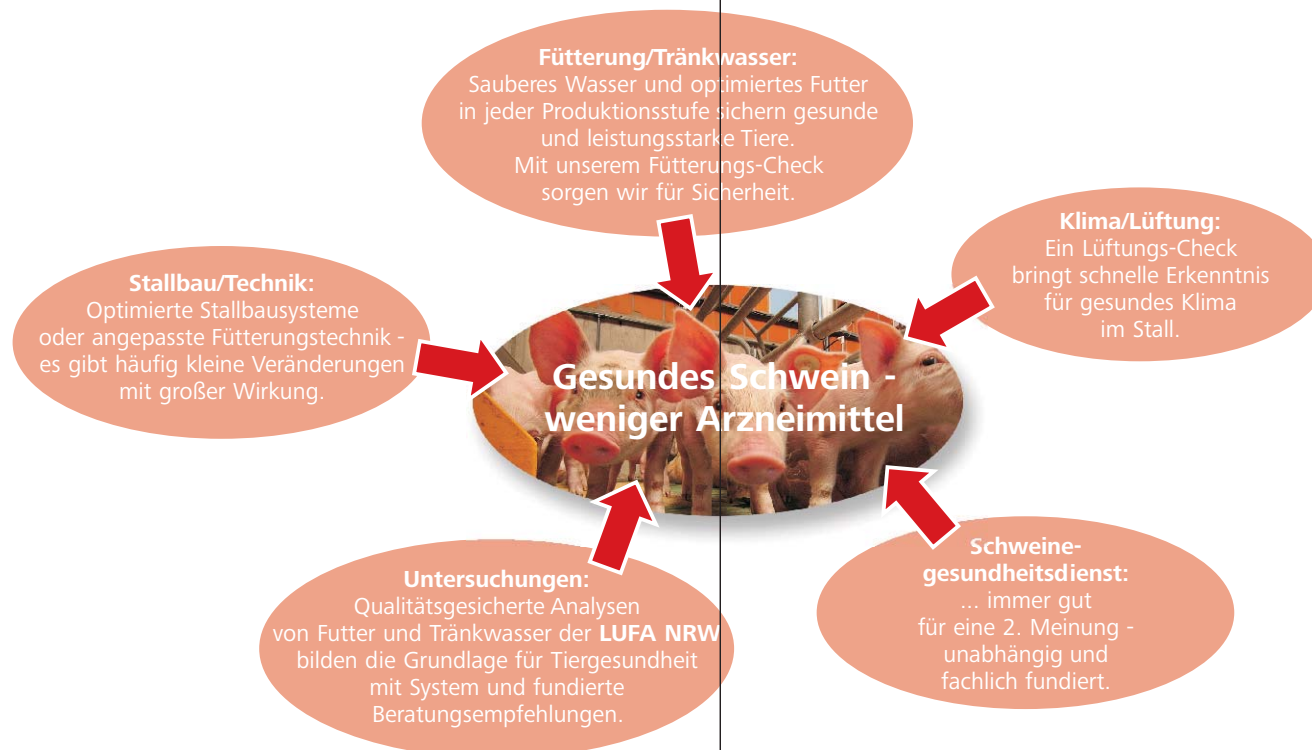 Fütterung/Tränkwasser:
Sauberes Wasser und optimiertes Futter
in jeder Produktionsstufe sichern gesunde
und leistungsstarke Tiere.
Mit unserem Fütterungs-Check
sorgen wir für Sicherheit.
Klima/Lüftung:
Ein Lüftungs-Check
bringt schnelle Erkenntnis
für gesundes Klima
im Stall.
Stallbau/Technik:
Optimierte Stallbausysteme
oder angepasste Fütterungstechnik -
es gibt häufig kleine Veränderungen
mit großer Wirkung.
Gesundes Schwein -
weniger Arzneimittel
Schweine-
gesundheitsdienst:
... immer gut
für eine 2. Meinung -
unabhängig und
fachlich fundiert.
Untersuchungen:
Qualitätsgesicherte Analysen
von Futter und Tränkwasser der LUFA NRW
bilden die Grundlage für Tiergesundheit
mit System und fundierte
Beratungsempfehlungen.